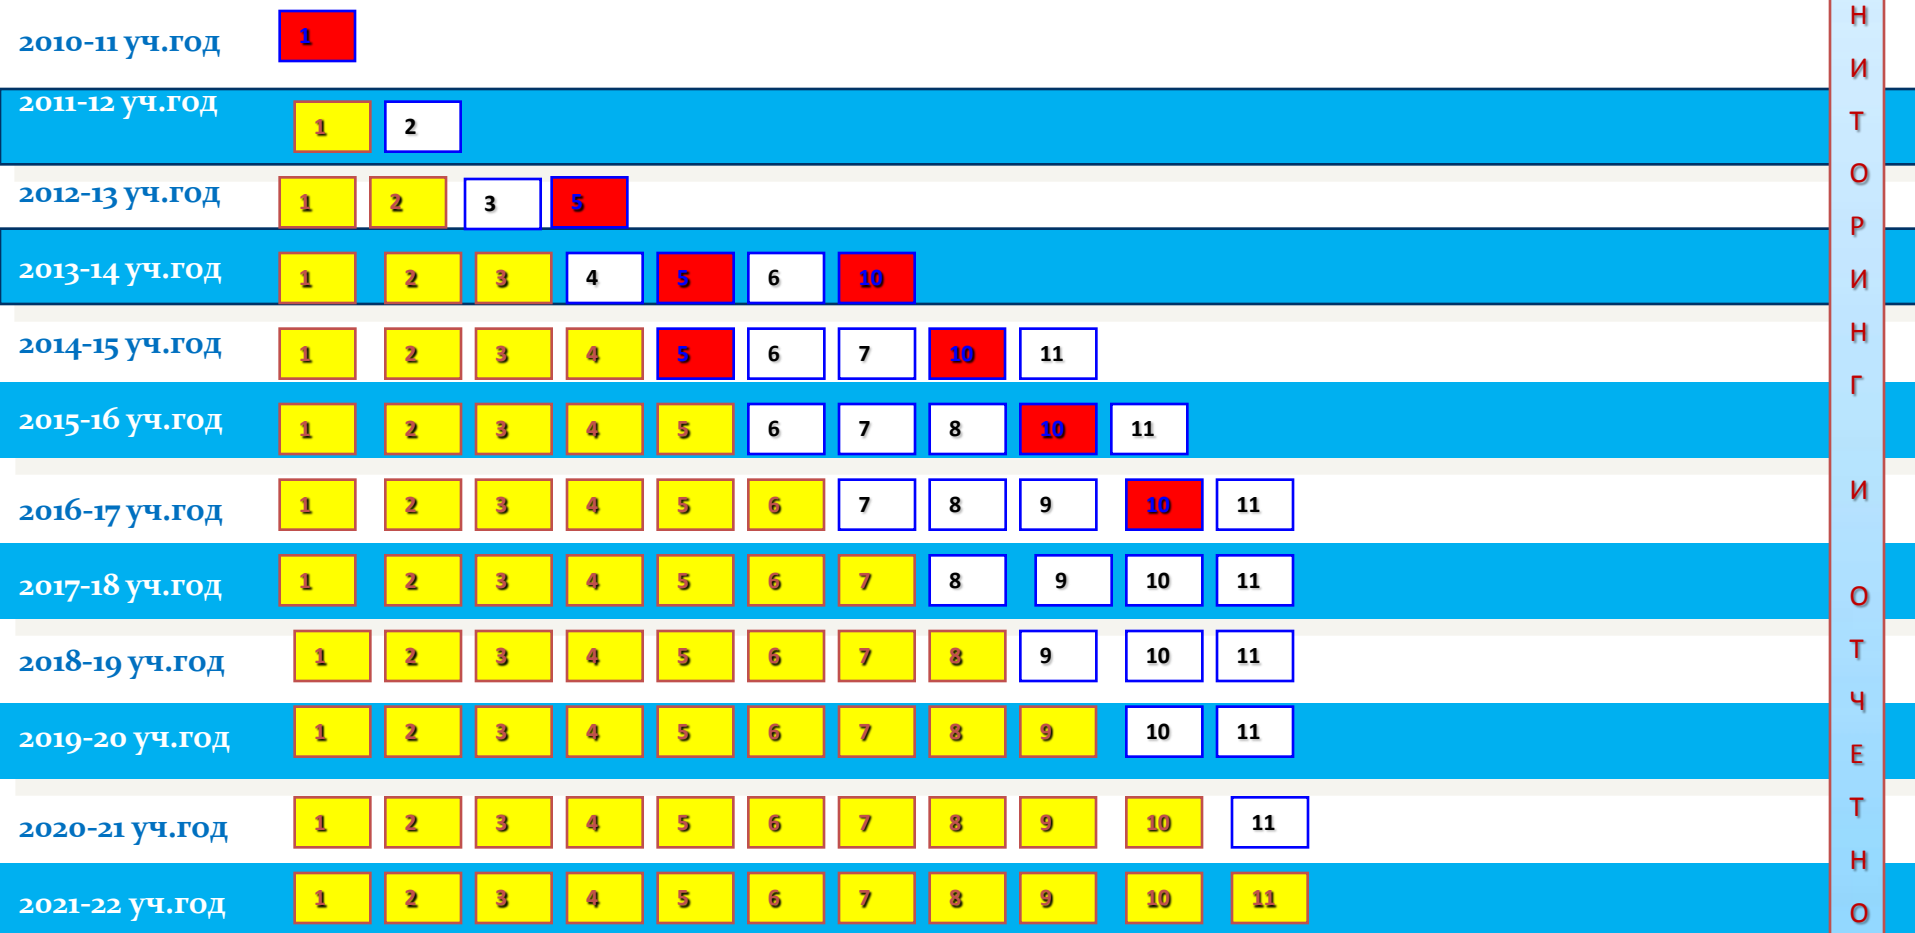 2010-11 уч.год 1
2011-12 уч.год 1 2
2012-13 уч.год 1 2 3 5
2013-14 уч.год 1 2 3 4 5 6 10
2014-15 уч.год 1 2 3 4 5 6 7 10 11
2015-16 уч.год 1 2 3 4 5 6 7 8 10 11
2016-17 уч.год 1 2 3 4 5 6 7 8 9 10 11
2017-18 уч.год 1 2 3 4 5 6 7 8 9 10 11
2018-19 уч.год 1 2 3 4 5 6 7 8 9 10 11
2019-20 уч.год 1 2 3 4 5 6 7 8 9 10 11
2020-21 уч.год 1 2 3 4 5 6 7 8 9 10 11
2021-22 уч.год 1 2 3 4 5 6 7 8 9 10 11
НИТОРИНГ И ОТЧЕТНО